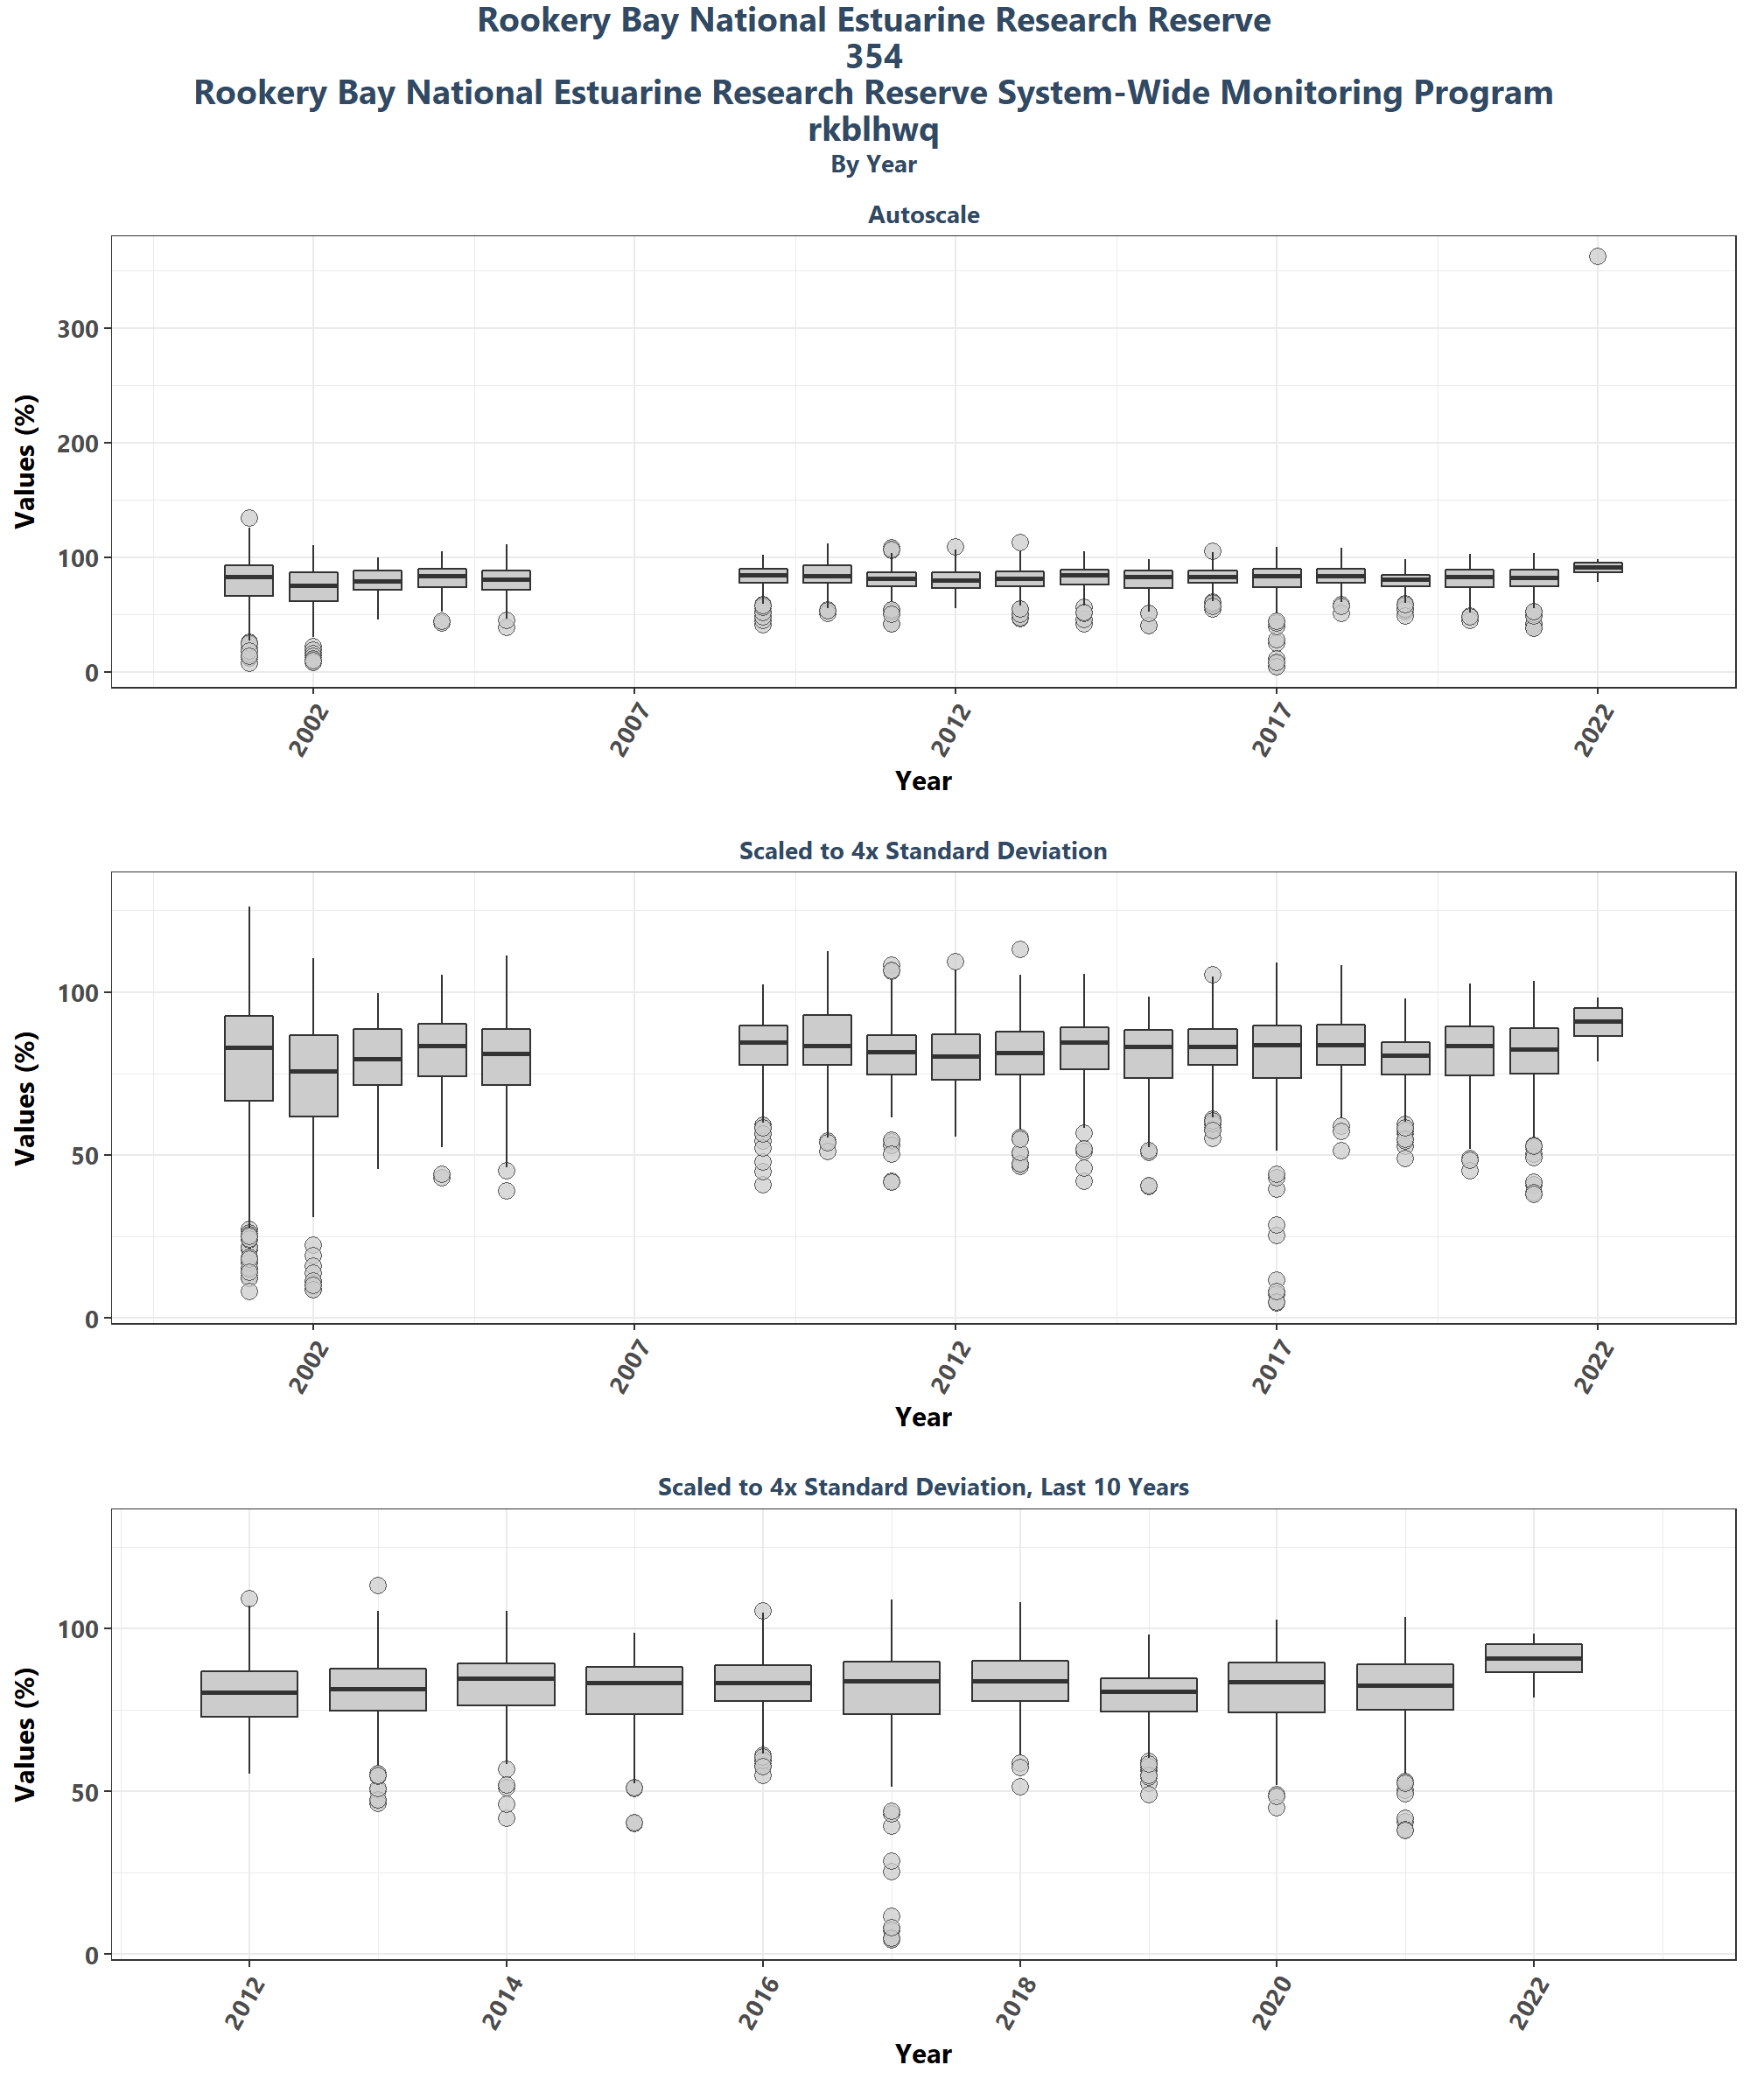 Rookery Bay National Estuarine Research Reserve
354
Rookery Bay National Estuarine Research Reserve System-Wide Monitoring Program
rkblhwq
By Year
Autoscale
Values (%)
300
200
100
0
2002
2007
2012
2017
2022
Year
Scaled to 4x Standard Deviation
Values (%)
100
50
0
2002
2007
2012
2017
2022
Year
Scaled to 4x Standard Deviation, Last 10 Years
Values (%)
100
50
0
2012
2014
2016
2018
2020
2022
Year